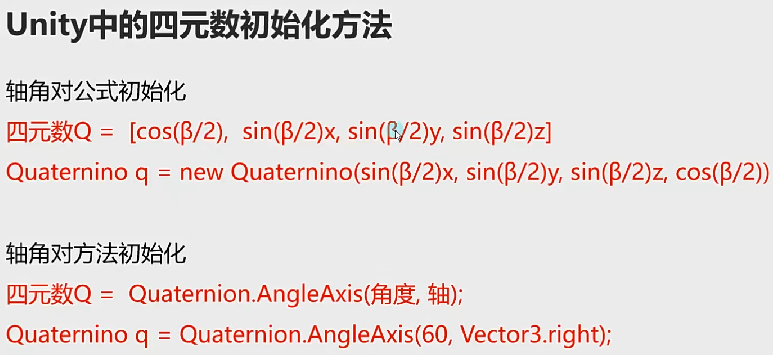 Unity中的四元数初始化方法
轴角对公式初始化
四元数Q = [cos(β/2), sin(β/2)x, sin(β/2)y, sin(β/2)z]
Quaternino q = new Quaternino(sin(β/2)x, sin(β/2)y, sin(β/2)z, cos(β/2))
轴角对方法初始化
四元数Q = Quaternion.AngleAxis(角度, 轴);
Quaternino q = Quaternion.AngleAxis(60, Vector3.right);